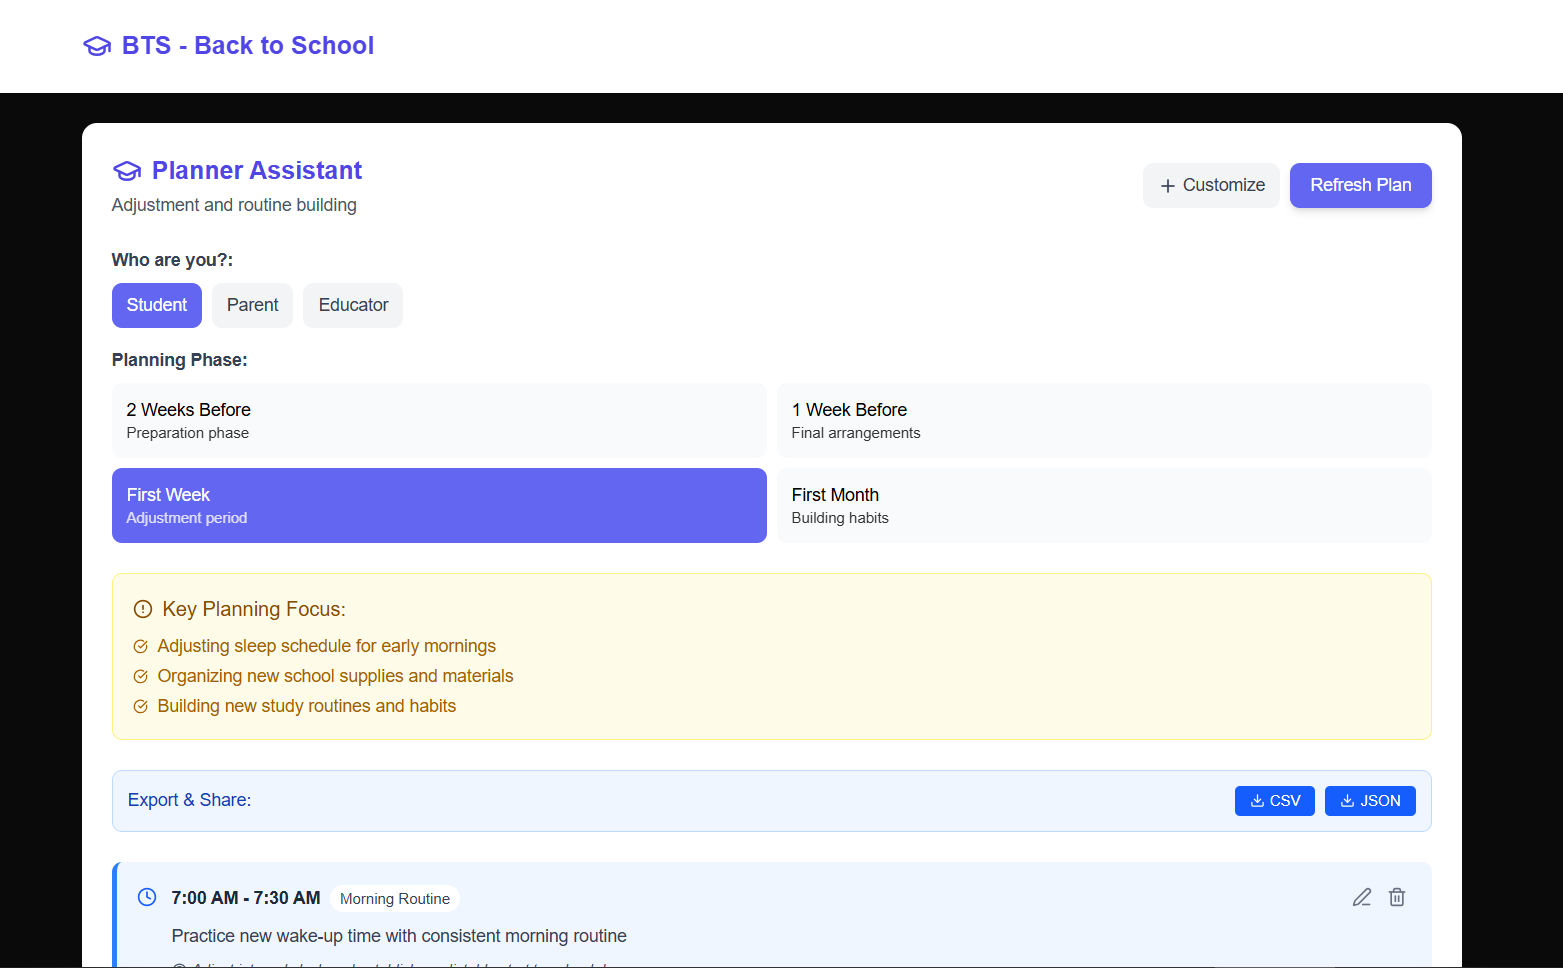 BTS - Back to School
Planner Assistant
Adjustment and routine building
Customize
Refresh Plan
Who are you?:
Student
Parent
Educator
Planning Phase:
2 Weeks Before
Preparation phase
1 Week Before
Final arrangements
First Week
Adjustment period
First Month
Building habits
Key Planning Focus:
Adjusting sleep schedule for early mornings
Organizing new school supplies and materials
Building new study routines and habits
Export & Share:
CSV
JSON
7:00 AM - 7:30 AM
Morning Routine
Practice new wake-up time with consistent morning routine